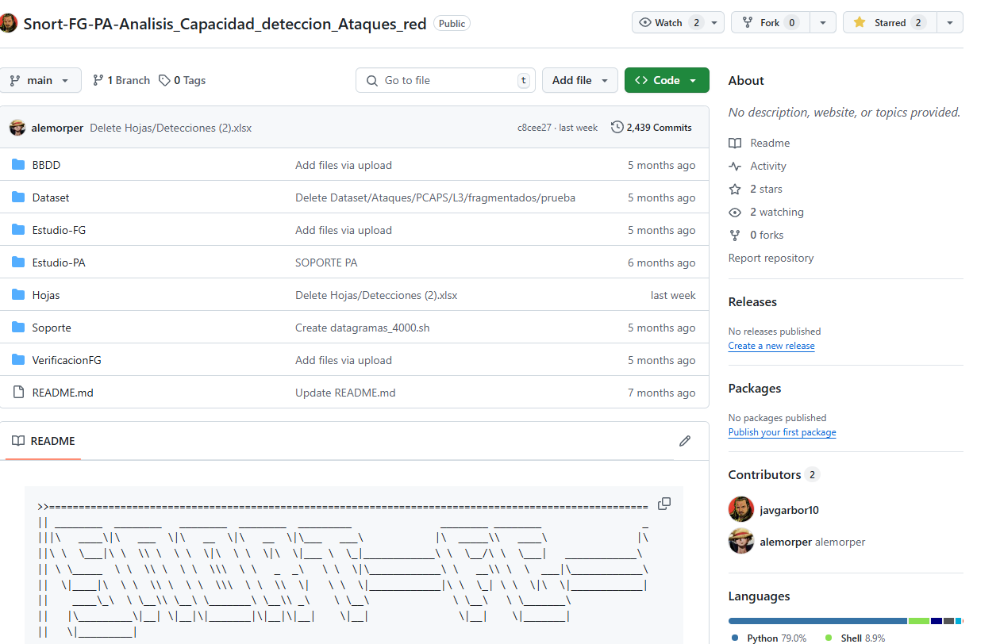 Snort-FG-PA-Analisis_Capacidad_deteccion_Ataques_red Public
Watch 2 Fork 0 Starred 2
main 1 Branch 0 Tags Go to file t Add file Code
alemorper Delete Hojas/Detecciones (2).xlsx c8cee27 · last week 2,439 Commits
BBDD Add files via upload 5 months ago
Dataset Delete Dataset/Ataques/PCAPS/L3/fragmentados/prueba 5 months ago
Estudio-FG Add files via upload 5 months ago
Estudio-PA SOPORTE PA 6 months ago
Hojas Delete Hojas/Detecciones (2).xlsx last week
Soporte Create datagramas_4000.sh 5 months ago
VerificacionFG Add files via upload 5 months ago
README.md Update README.md 7 months ago
README
About
No description, website, or topics provided.
Readme
Activity
2 stars
2 watching
0 forks
Report repository
Releases
No releases published
Create a new release
Packages
No packages published
Publish your first package
Contributors 2
javgarbor10
alemorper alemorper
Languages
Python 79.0% Shell 8.9%